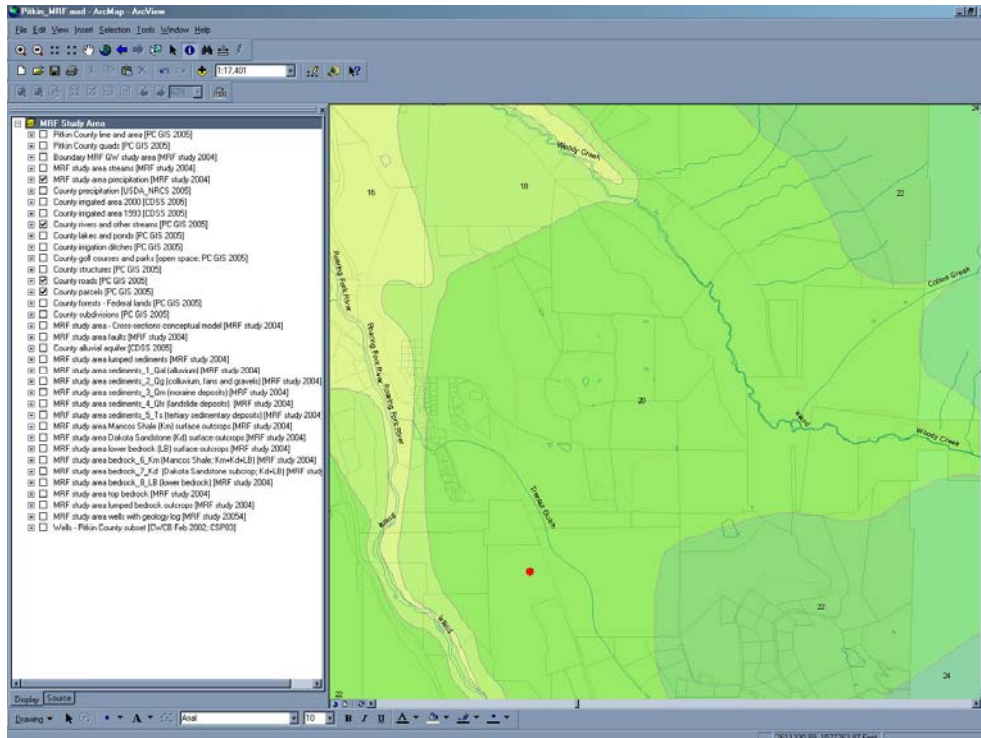 Pitkin_MRF.mxd - ArcMap - ArcView
File Edit View Insert Selection Tools Window Help
1:17,401
MRF Study Area
Pitkin County line and area [PC GIS 2005]
Pitkin County quads [PC GIS 2005]
Boundary MRF GW study area [MRF study 2004]
MRF study area streams [MRF study 2004]
MRF study area precipitation [MRF study 2004]
County precipitation [USDA_NRCS 2005]
County irrigated area 2000 [CDSS 2005]
County irrigated area 1993 [CDSS 2005]
County rivers and other streams [PC GIS 2005]
County lakes and ponds [PC GIS 2005]
County irrigation ditches [PC GIS 2005]
County golf courses and parks (open space; PC GIS 2005]
County structures [PC GIS 2005]
County roads [PC GIS 2005]
County parcels [PC GIS 2005]
County forests - Federal lands [PC GIS 2005]
County subdivisions [PC GIS 2005]
MRF study area - Cross-sections conceptual model [MRF study 2004]
MRF study area faults [MRF study 2004]
County alluvial aquifer [CDSS 2005]
MRF study area lumped sediments [MRF study 2004]
MRF study area sediments_1_Qal (alluvium) [MRF study 2004]
MRF study area sediments_2_Qg (colluvium, fans and gravels) [MRF study 2004]
MRF study area sediments_3_Qm (moraine deposits) [MRF study 2004]
MRF study area sediments_4_Qls (landslide deposits) [MRF study 2004]
MRF study area sediments_5_Ts (tertiary sedimentary deposits) [MRF study 2004
MRF study area Mancos Shale (Km) surface outcrops [MRF study 2004]
MRF study area Dakota Sandstone (Kd) surface outcrops [MRF study 2004]
MRF study area lower bedrock (LB) surface outcrops [MRF study 2004]
MRF study area bedrock_6_Km (Mancos Shale; Km+Kd+LB) [MRF study 2004]
MRF study area bedrock_7_Kd (Dakota Sandstone subcrop; Kd+LB) [MRF stud
MRF study area bedrock_8_LB (lower bedrock) [MRF study 2004]
MRF study area top bedrock [MRF study 2004]
MRF study area lumped bedrock outcrops [MRF study 2004]
MRF study area wells with geology log [MRF study 20054]
Wells - Pitkin County subset [CWCB Feb 2002; CSP83]
Display Source
24
Woody Creek
16
18
22
Collins Creek
Roaring Fork River
Roaring Fork River
Roaring Fork River
20
Island
Woody Creek
Trentaz Gulch
Island
Island
22
24
Drawing
Arial
10
B I U A